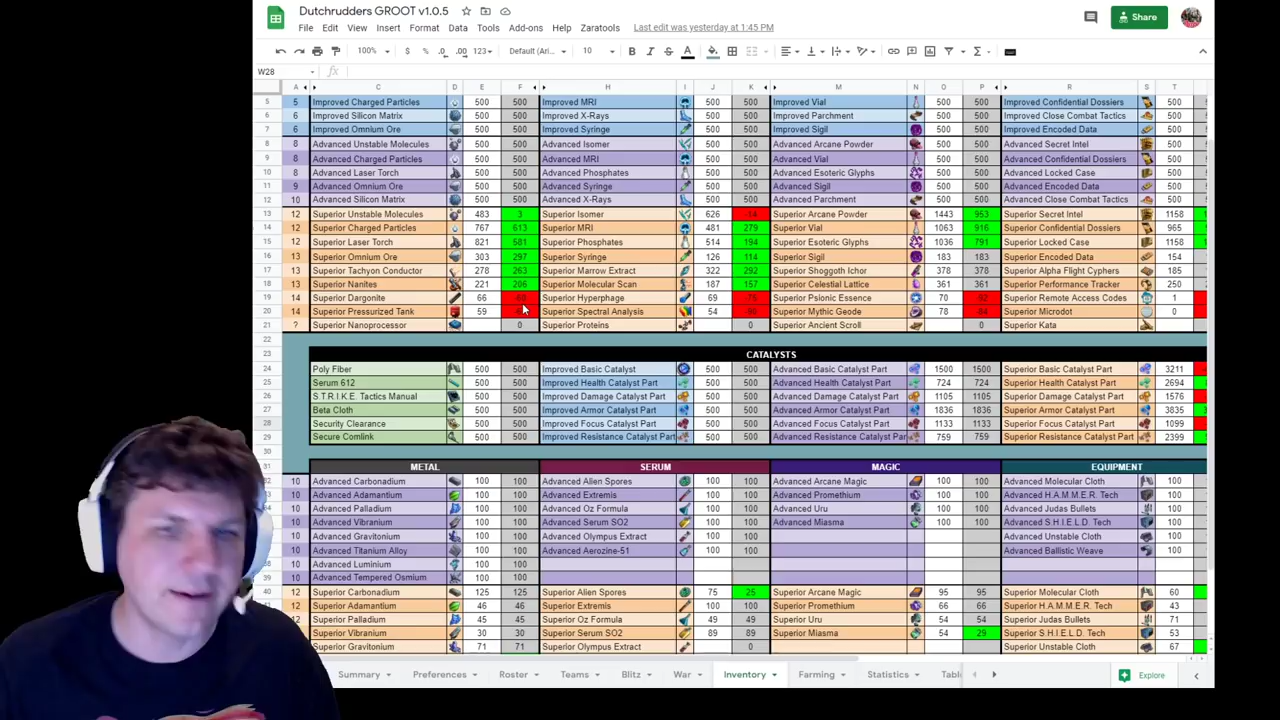 Dutchrudders GROOT v1.0.5
File Edit View Insert Format Data Tools Add-ons Help Zaratools Last edit was yesterday at 1:45 PM
Share
100% $ % .0 .00 123 Default (Ari... 10 B I S A
W28 fx
A C D E F H I J K M N O P R S T
5 Improved Charged Particles 500 500 Improved MRI 500 500 Improved Vial 500 500 Improved Confidential Dossiers 500
6 Improved Silicon Matrix 500 500 Improved X-Rays 500 500 Improved Parchment 500 500 Improved Close Combat Tactics 500
6 Improved Omnium Ore 500 500 Improved Syringe 500 500 Improved Sigil 500 500 Improved Encoded Data 500
8 Advanced Unstable Molecules 500 500 Advanced Isomer 500 500 Advanced Arcane Powder 500 500 Advanced Secret Intel 500
8 Advanced Charged Particles 500 500 Advanced MRI 500 500 Advanced Vial 500 500 Advanced Confidential Dossiers 500
8 Advanced Laser Torch 500 500 Advanced Phosphates 500 500 Advanced Esoteric Glyphs 500 500 Advanced Locked Case 500
9 Advanced Omnium Ore 500 500 Advanced Syringe 500 500 Advanced Sigil 500 500 Advanced Encoded Data 500
10 Advanced Silicon Matrix 500 500 Advanced X-Rays 500 500 Advanced Parchment 500 500 Advanced Close Combat Tactics 500
12 Superior Unstable Molecules 483 3 Superior Isomer 626 Superior Arcane Powder 1443 953 Superior Secret Intel 1158
12 Superior Charged Particles 767 613 Superior MRI 481 279 Superior Vial 1063 916 Superior Confidential Dossiers 965
12 Superior Laser Torch 821 581 Superior Phosphates 514 194 Superior Esoteric Glyphs 1036 791 Superior Locked Case 1158
13 Superior Omnium Ore 303 297 Superior Syringe 126 114 Superior Sigil 183 183 Superior Encoded Data 154
13 Superior Tachyon Conductor 278 263 Superior Marrow Extract 322 292 Superior Shoggoth Ichor 378 378 Superior Alpha Flight Cyphers 185
13 Superior Nanites 221 206 Superior Molecular Scan 187 157 Superior Celestial Lattice 361 361 Superior Performance Tracker 250
14 Superior Dargonite 66 Superior Hyperphage 69 Superior Psionic Essence 70 Superior Remote Access Codes 1
14 Superior Pressurized Tank 59 Superior Spectral Analysis 54 Superior Mythic Geode 78 Superior Microdot 0
? Superior Nanoprocessor 0 Superior Proteins 0 Superior Ancient Scroll 0 Superior Kata
CATALYSTS
Poly Fiber 500 500 Improved Basic Catalyst 500 500 Advanced Basic Catalyst 1500 1500 Superior Basic Catalyst 3211
Serum 612 500 500 Improved Health Catalyst Part 500 500 Advanced Health Catalyst Part 724 724 Superior Health Catalyst Part 2694
S.T.R.I.K.E. Tactics Manual 500 500 Improved Damage Catalyst Part 500 500 Advanced Damage Catalyst Part 1105 1105 Superior Damage Catalyst Part 1576
Beta Cloth 500 500 Improved Armor Catalyst Part 500 500 Advanced Armor Catalyst Part 1836 1836 Superior Armor Catalyst Part 3835
Security Clearance 500 500 Improved Focus Catalyst Part 500 500 Advanced Focus Catalyst Part 1133 1133 Superior Focus Catalyst Part 1099
Secure Comlink 500 500 Improved Resistance Catalyst Part 500 500 Advanced Resistance Catalyst Part 759 759 Superior Resistance Catalyst Part 2399
METAL SERUM MAGIC EQUIPMENT
10 Advanced Carbonadium 100 100 Advanced Alien Spores 100 100 Advanced Arcane Magic 100 100 Advanced Molecular Cloth 100
10 Advanced Adamantium 100 100 Advanced Extremis 100 100 Advanced Promethium 100 100 Advanced H.A.M.M.E.R. Tech 100
10 Advanced Palladium 100 100 Advanced Oz Formula 100 100 Advanced Uru 100 100 Advanced Judas Bullets 100
10 Advanced Vibranium 100 100 Advanced Serum SO2 100 100 Advanced Miasma 100 100 Advanced S.H.I.E.L.D. Tech 100
10 Advanced Gravitonium 100 100 Advanced Olympus Extract 100 100 Advanced Unstable Cloth 100
10 Advanced Titanium Alloy 100 100 Advanced Aerozine-51 100 100 Advanced Ballistic Weave 100
10 Advanced Luminium 100 100
10 Advanced Tempered Osmium 100 100
12 Superior Carbonadium 125 125 Superior Alien Spores 75 25 Superior Arcane Magic 95 95 Superior Molecular Cloth 60
12 Superior Adamantium 46 46 Superior Extremis 100 100 Superior Promethium 66 66 Superior H.A.M.M.E.R. Tech 43
12 Superior Palladium 45 45 Superior Oz Formula 49 49 Superior Uru 54 54 Superior Judas Bullets 71
12 Superior Vibranium 30 30 Superior Serum SO2 89 89 Superior Miasma 54 29 Superior S.H.I.E.L.D. Tech 53
Superior Gravitonium 71 71 Superior Olympus Extract 0 Superior Unstable Cloth 67
Summary Preferences Roster Teams Blitz War Inventory Farming Statistics Explore